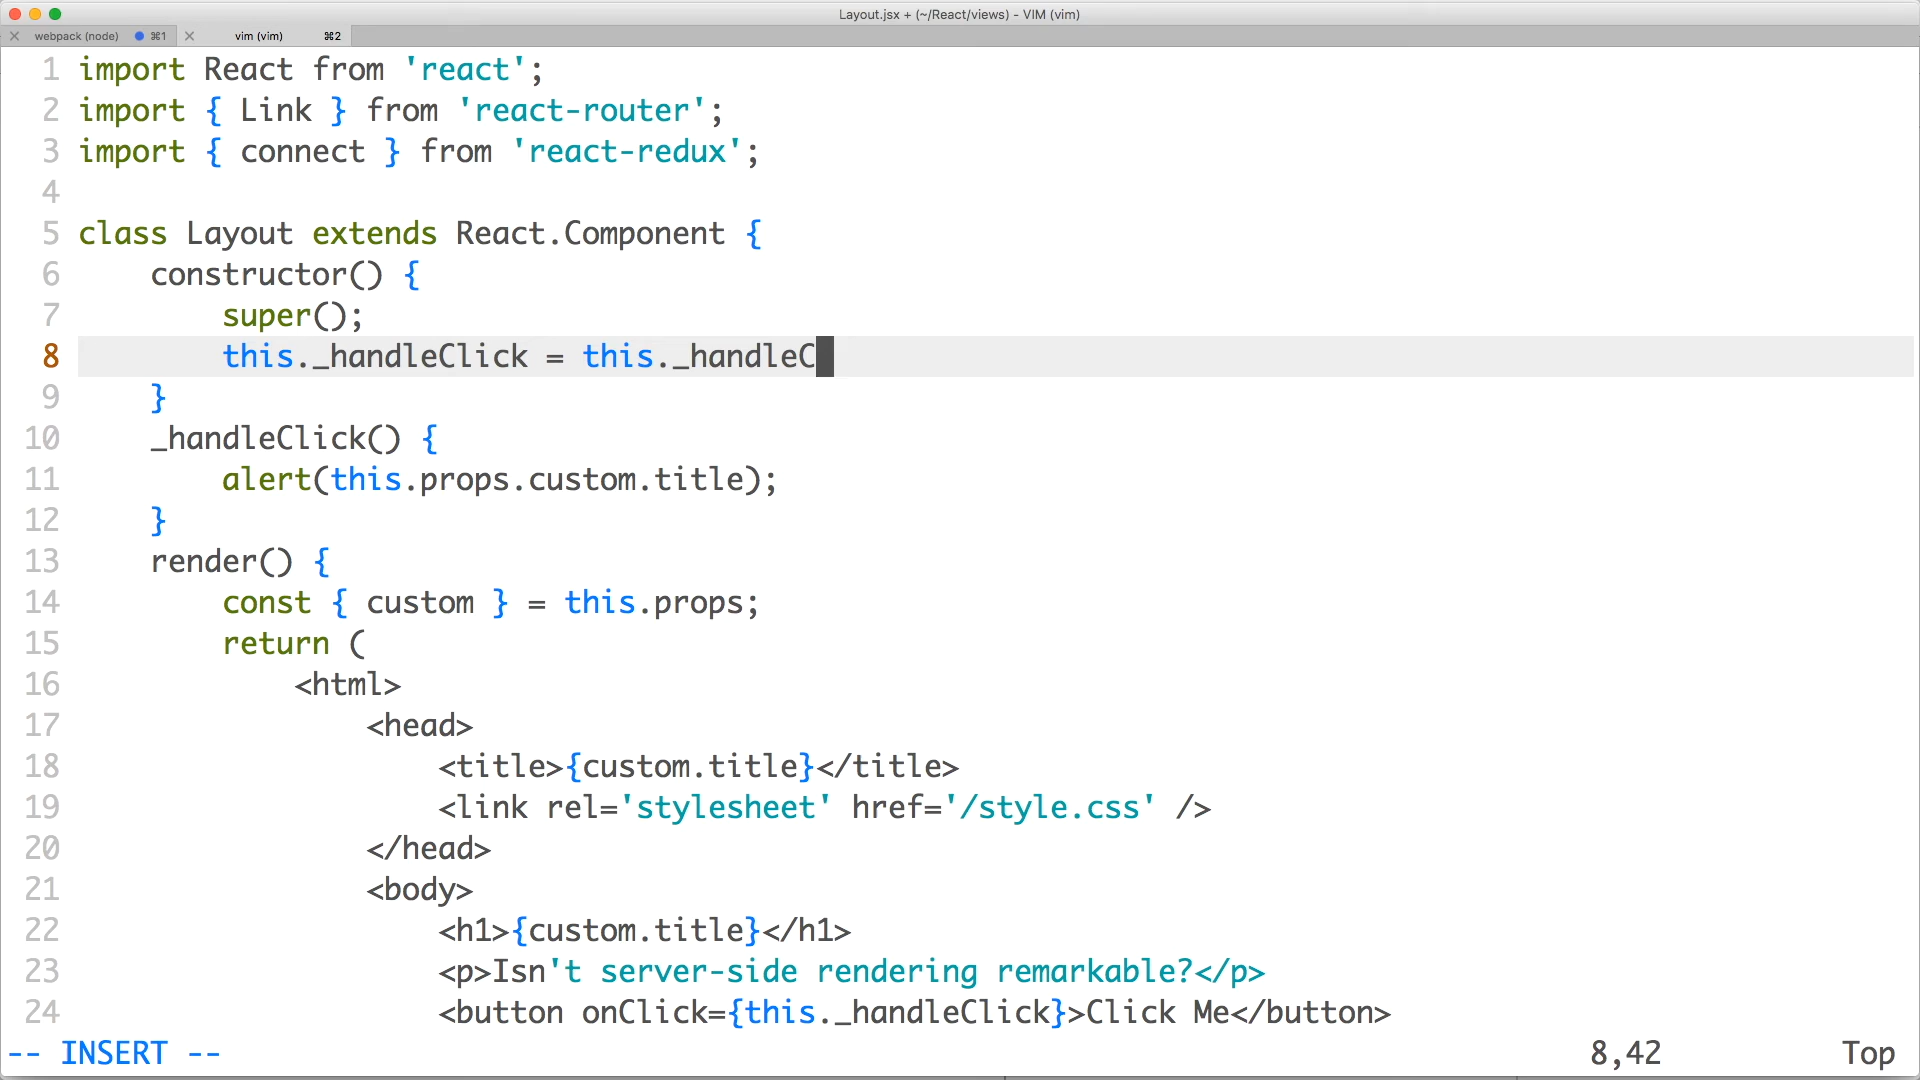 Layout.jsx + (~/React/views) - VIM (vim)
webpack (node) ⌘1 vim (vim) ⌘2
1 import React from 'react';
2 import { Link } from 'react-router';
3 import { connect } from 'react-redux';
4
5 class Layout extends React.Component {
6     constructor() {
7         super();
8         this._handleClick = this._handleC
9     }
10     _handleClick() {
11         alert(this.props.custom.title);
12     }
13     render() {
14         const { custom } = this.props;
15         return (
16             <html>
17                 <head>
18                     <title>{custom.title}</title>
19                     <link rel='stylesheet' href='/style.css' />
20                 </head>
21                 <body>
22                     <h1>{custom.title}</h1>
23                     <p>Isn't server-side rendering remarkable?</p>
24                     <button onClick={this._handleClick}>Click Me</button>
-- INSERT -- 8,42 Top